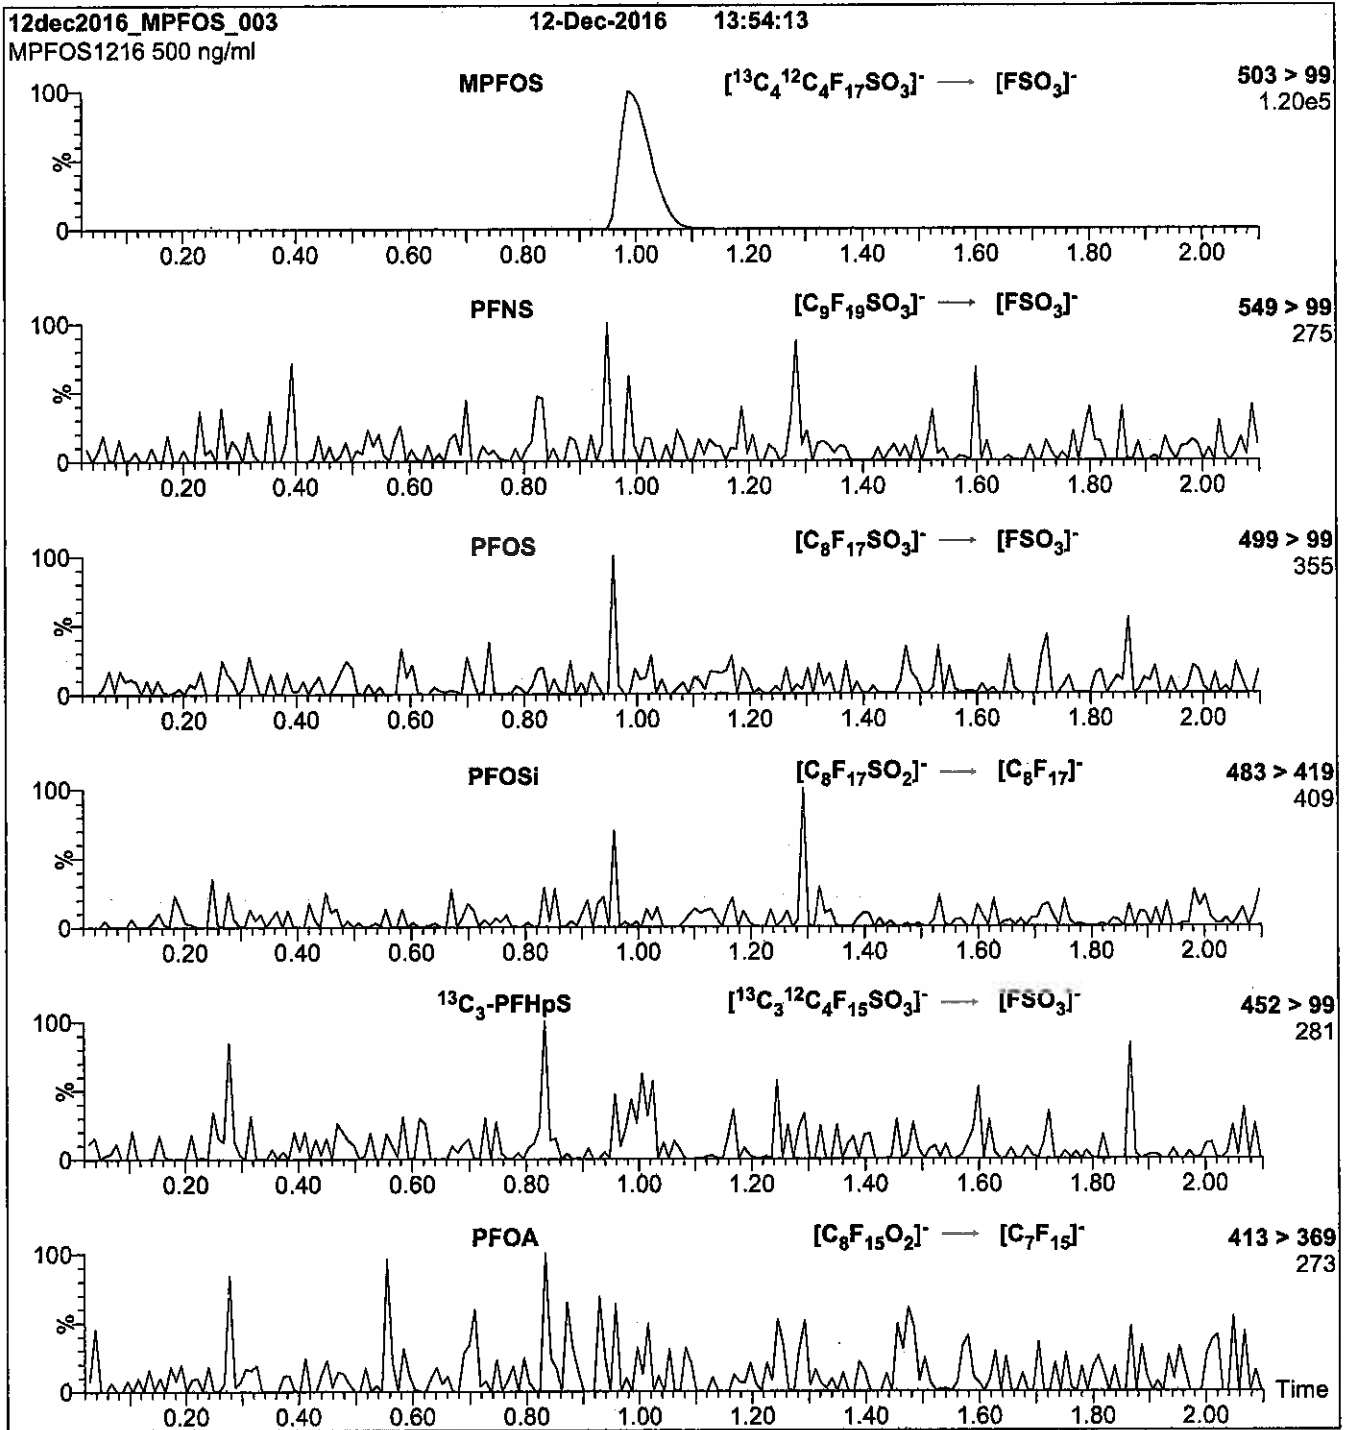 12dec2016_MPFOS_003 12-Dec-2016 13:54:13
MPFOS1216 500 ng/ml
MPFOS [¹³C₄¹²C₄F₁₇SO₃]⁻ → [FSO₃]⁻ 503 > 99
1.20e5
100
%
0
0.20 0.40 0.60 0.80 1.00 1.20 1.40 1.60 1.80 2.00
PFNS [C₉F₁₉SO₃]⁻ → [FSO₃]⁻ 549 > 99
275
100
%
0
0.20 0.40 0.60 0.80 1.00 1.20 1.40 1.60 1.80 2.00
PFOS [C₈F₁₇SO₃]⁻ → [FSO₃]⁻ 499 > 99
355
100
%
0
0.20 0.40 0.60 0.80 1.00 1.20 1.40 1.60 1.80 2.00
PFOSi [C₈F₁₇SO₂]⁻ → [C₈F₁₇]⁻ 483 > 419
409
100
%
0
0.20 0.40 0.60 0.80 1.00 1.20 1.40 1.60 1.80 2.00
¹³C₃-PFHpS [¹³C₃¹²C₄F₁₅SO₃]⁻ → [FSO₃]⁻ 452 > 99
281
100
%
0
0.20 0.40 0.60 0.80 1.00 1.20 1.40 1.60 1.80 2.00
PFOA [C₈F₁₅O₂]⁻ → [C₇F₁₅]⁻ 413 > 369
273
100
%
0
Time
0.20 0.40 0.60 0.80 1.00 1.20 1.40 1.60 1.80 2.00